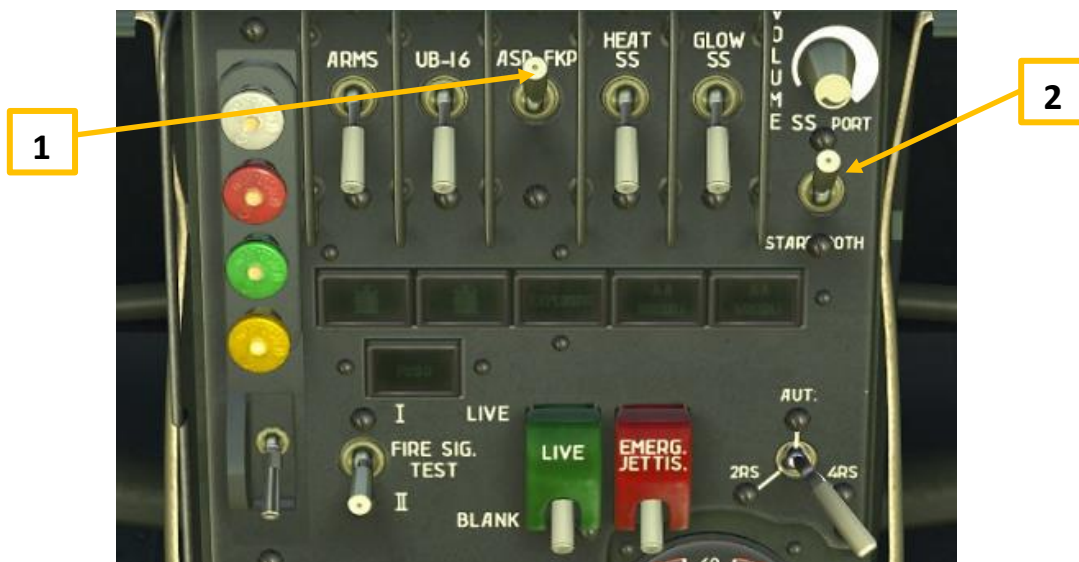 ARMS
UB-16
ASP-FKP
HEAT
SS
GLOW
SS
VOLUME
SS PORT
1
2
BOTH
I
LIVE
FIRE SIG.
TEST
II
BLANK
LIVE
EMERG.
JETTIS.
AUT.
2RS
4RS